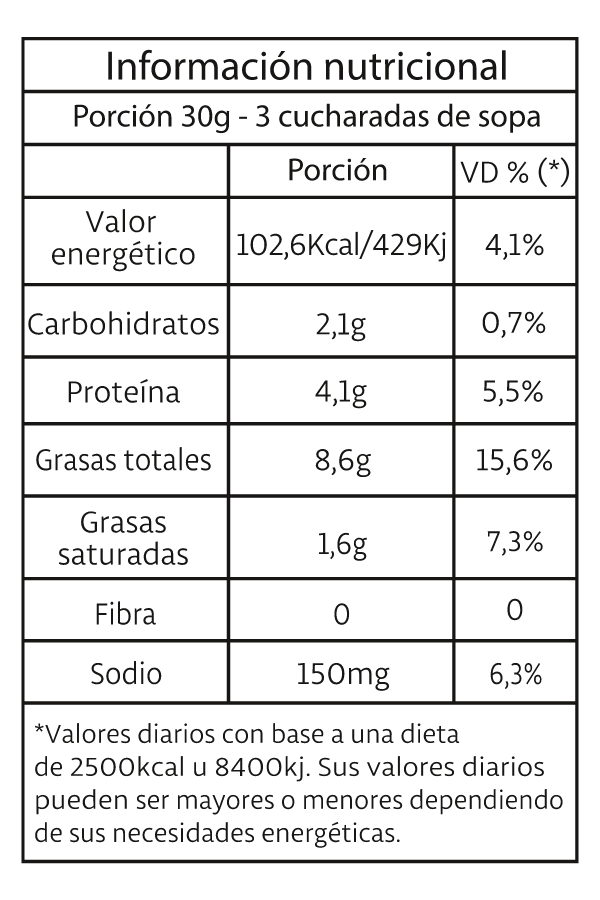 Información nutricional
Porción 30g - 3 cucharadas de sopa
Porción VD % (*)
Valor energético 102,6Kcal/429Kj 4,1%
Carbohidratos 2,1g 0,7%
Proteína 4,1g 5,5%
Grasas totales 8,6g 15,6%
Grasas saturadas 1,6g 7,3%
Fibra 0 0
Sodio 150mg 6,3%
*Valores diarios con base a una dieta
de 2500kcal u 8400kj. Sus valores diarios
pueden ser mayores o menores dependiendo
de sus necesidades energéticas.